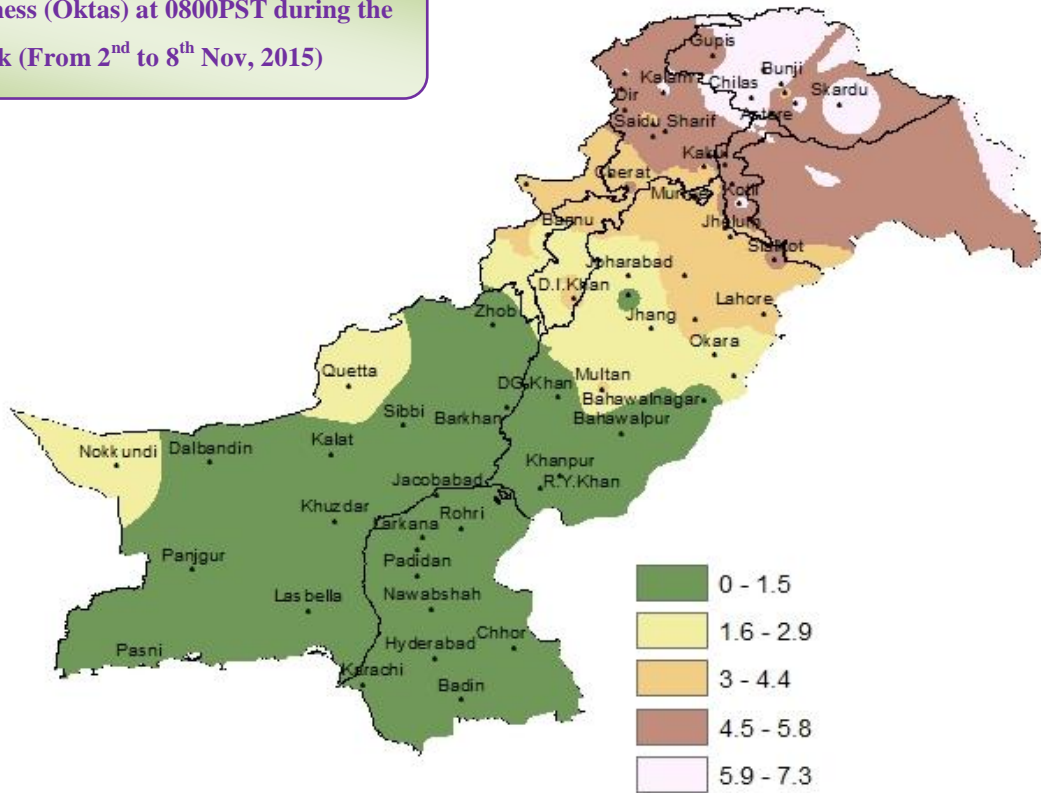 ness (Oktas) at 0800PST during the
k (From 2nd to 8th Nov, 2015)
Gupis
Bunji
Kalam
Chilas
Skardu
Dir
Astore
Saidu Sharif
Kakul
Cherat
Murree
Kotli
Bannu
Jhelum
Sialkot
Joharabad
D.I.Khan
Lahore
Zhob
Jhang
Okara
Quetta
Multan
DG Khan
Bahawalnagar
Sibbi
Barkhan
Bahawalpur
Kalat
Nokkundi
Dalbandin
Khanpur
Jacobabad
R.Y.Khan
Khuzdar
Rohri
Larkana
Panjgur
Padidan
Lasbella
Nawabshah
Chhor
Hyderabad
Pasni
Karachi
Badin
0 - 1.5
1.6 - 2.9
3 - 4.4
4.5 - 5.8
5.9 - 7.3